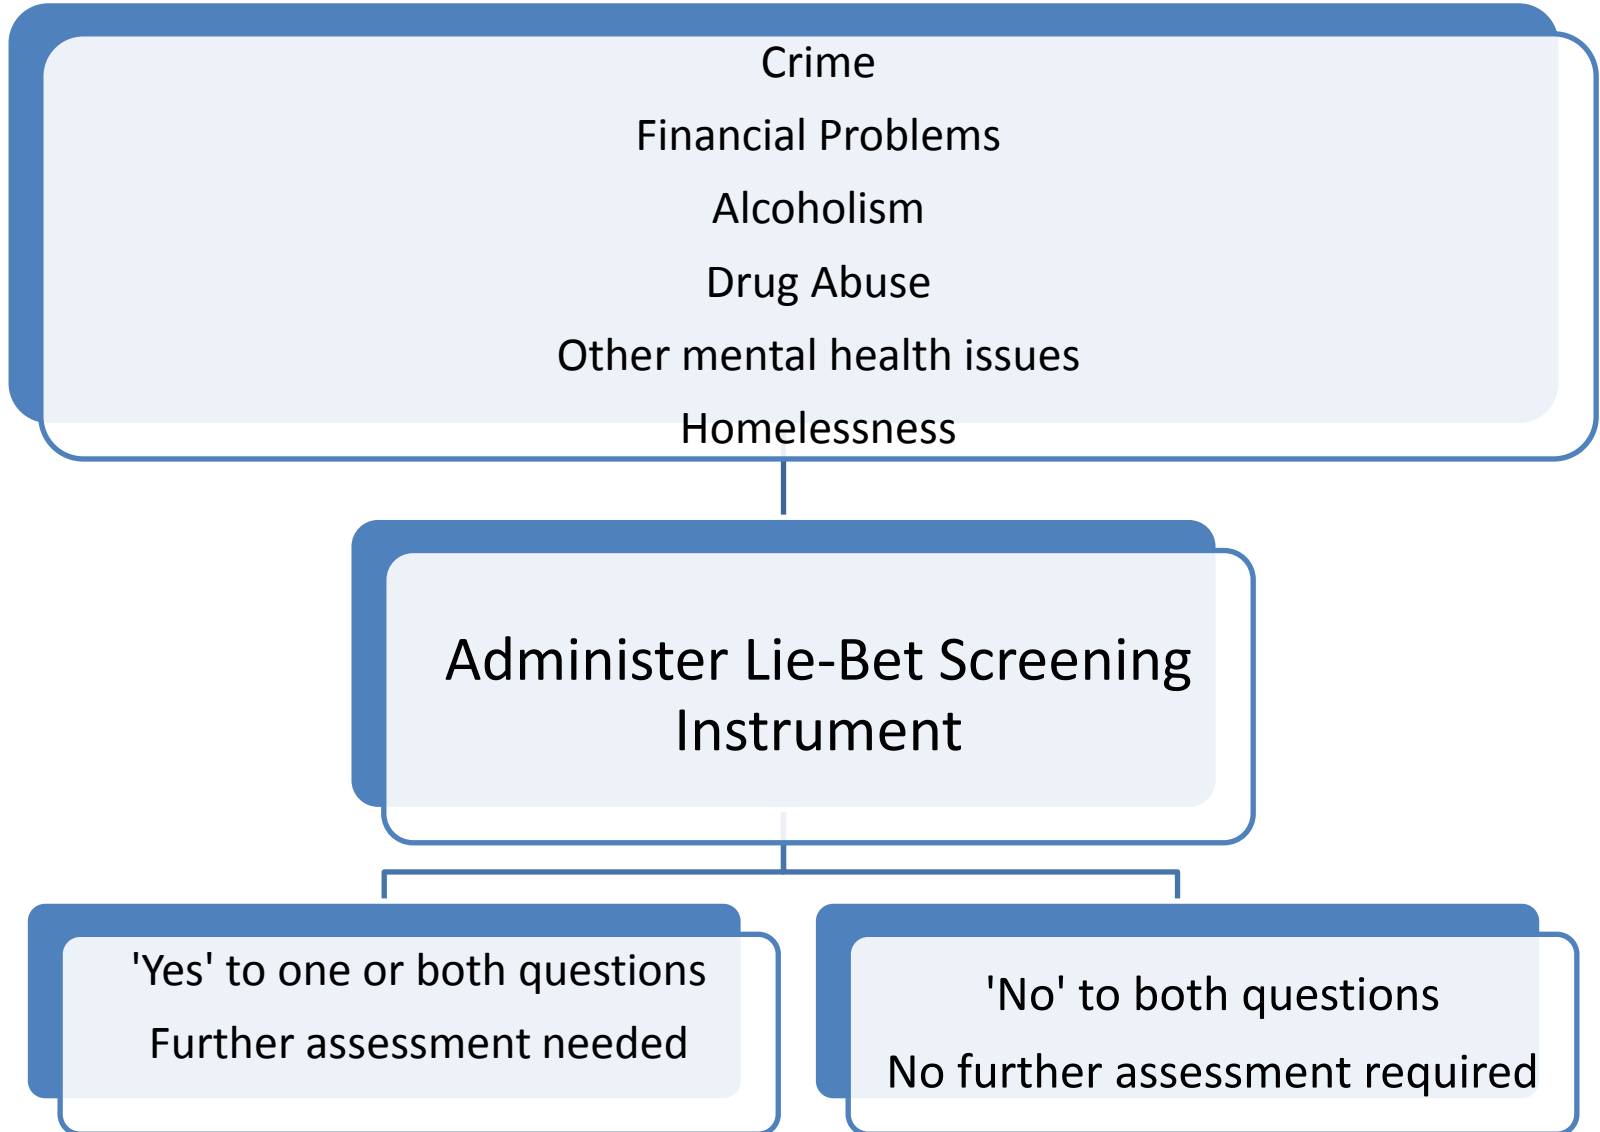 Crime
Financial Problems
Alcoholism
Drug Abuse
Other mental health issues
Homelessness
Administer Lie-Bet Screening
Instrument
'Yes' to one or both questions
Further assessment needed
'No' to both questions
No further assessment required